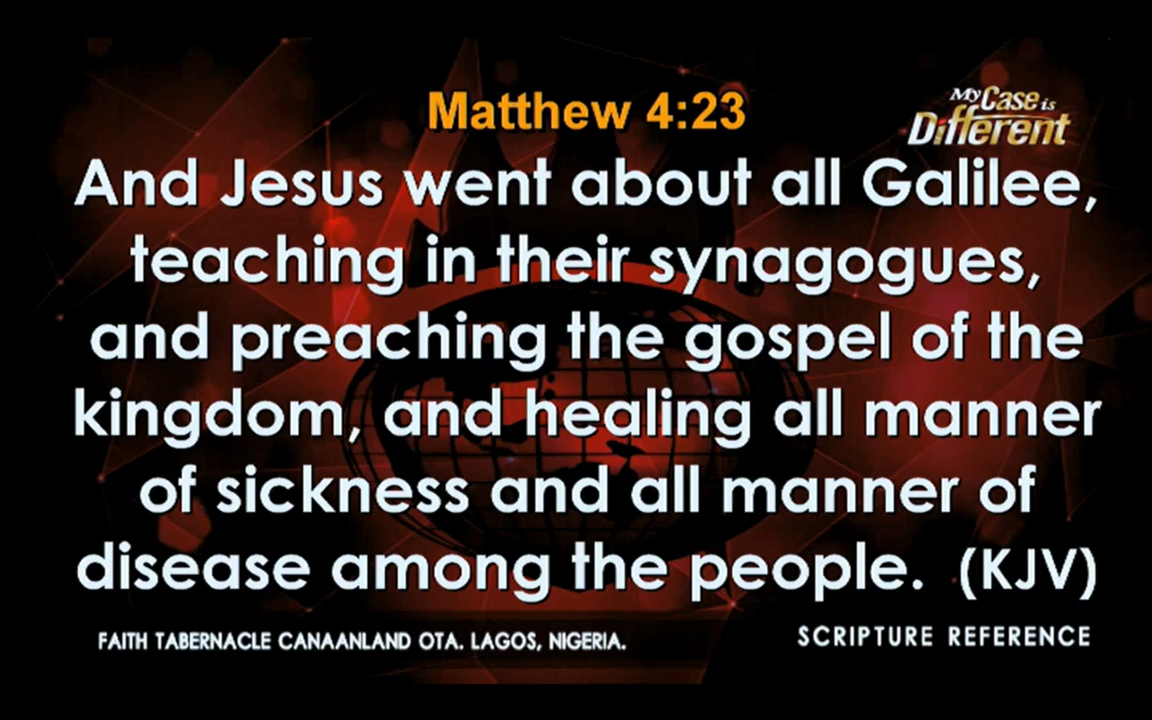 Matthew 4:23
My Case is
Different
And Jesus went about all Galilee,
teaching in their synagogues,
and preaching the gospel of the
kingdom, and healing all manner
of sickness and all manner of
disease among the people. (KJV)
FAITH TABERNACLE CANAANLAND OTA. LAGOS, NIGERIA.
SCRIPTURE REFERENCE